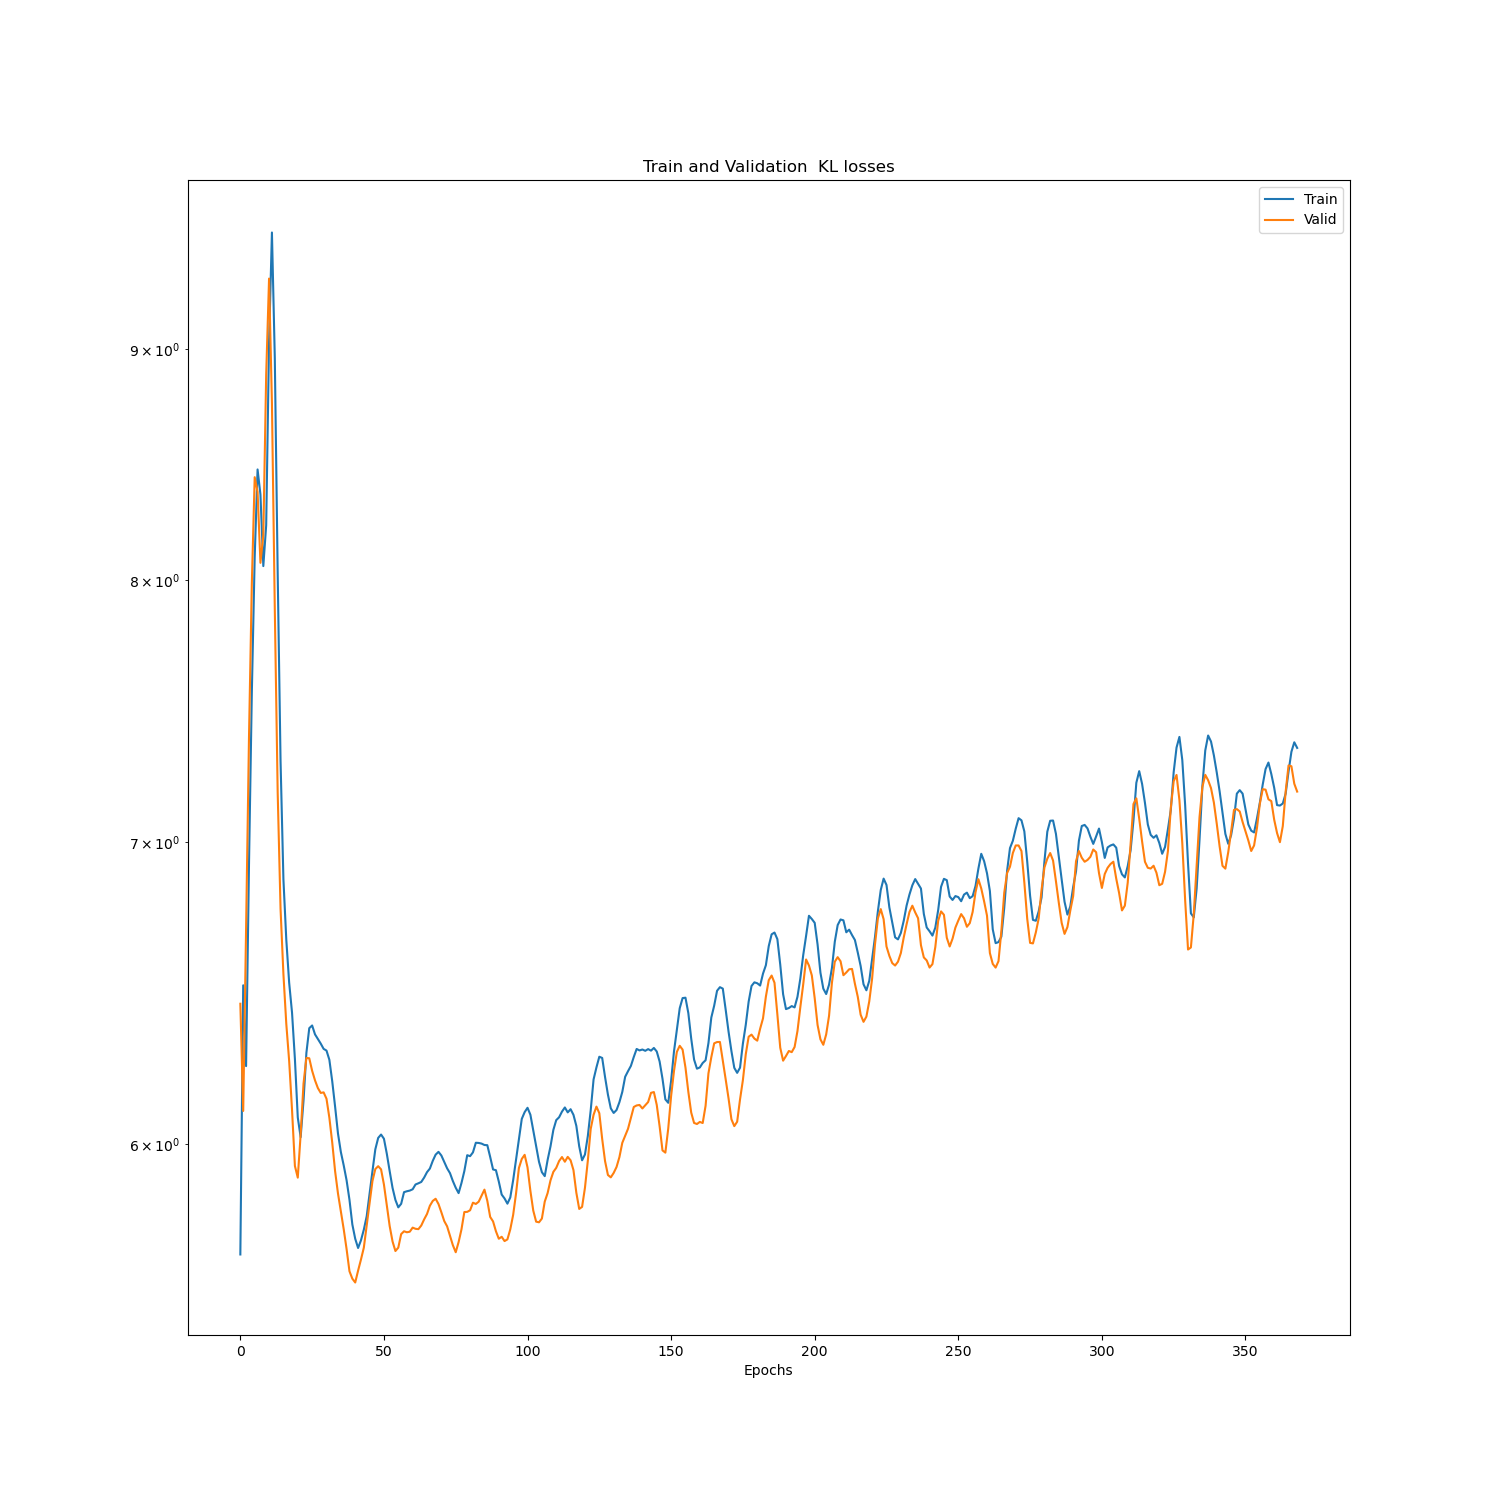 Train and Validation  KL losses
Train
Valid
9 × 10⁰
8 × 10⁰
7 × 10⁰
6 × 10⁰
0 50 100 150 200 250 300 350
Epochs